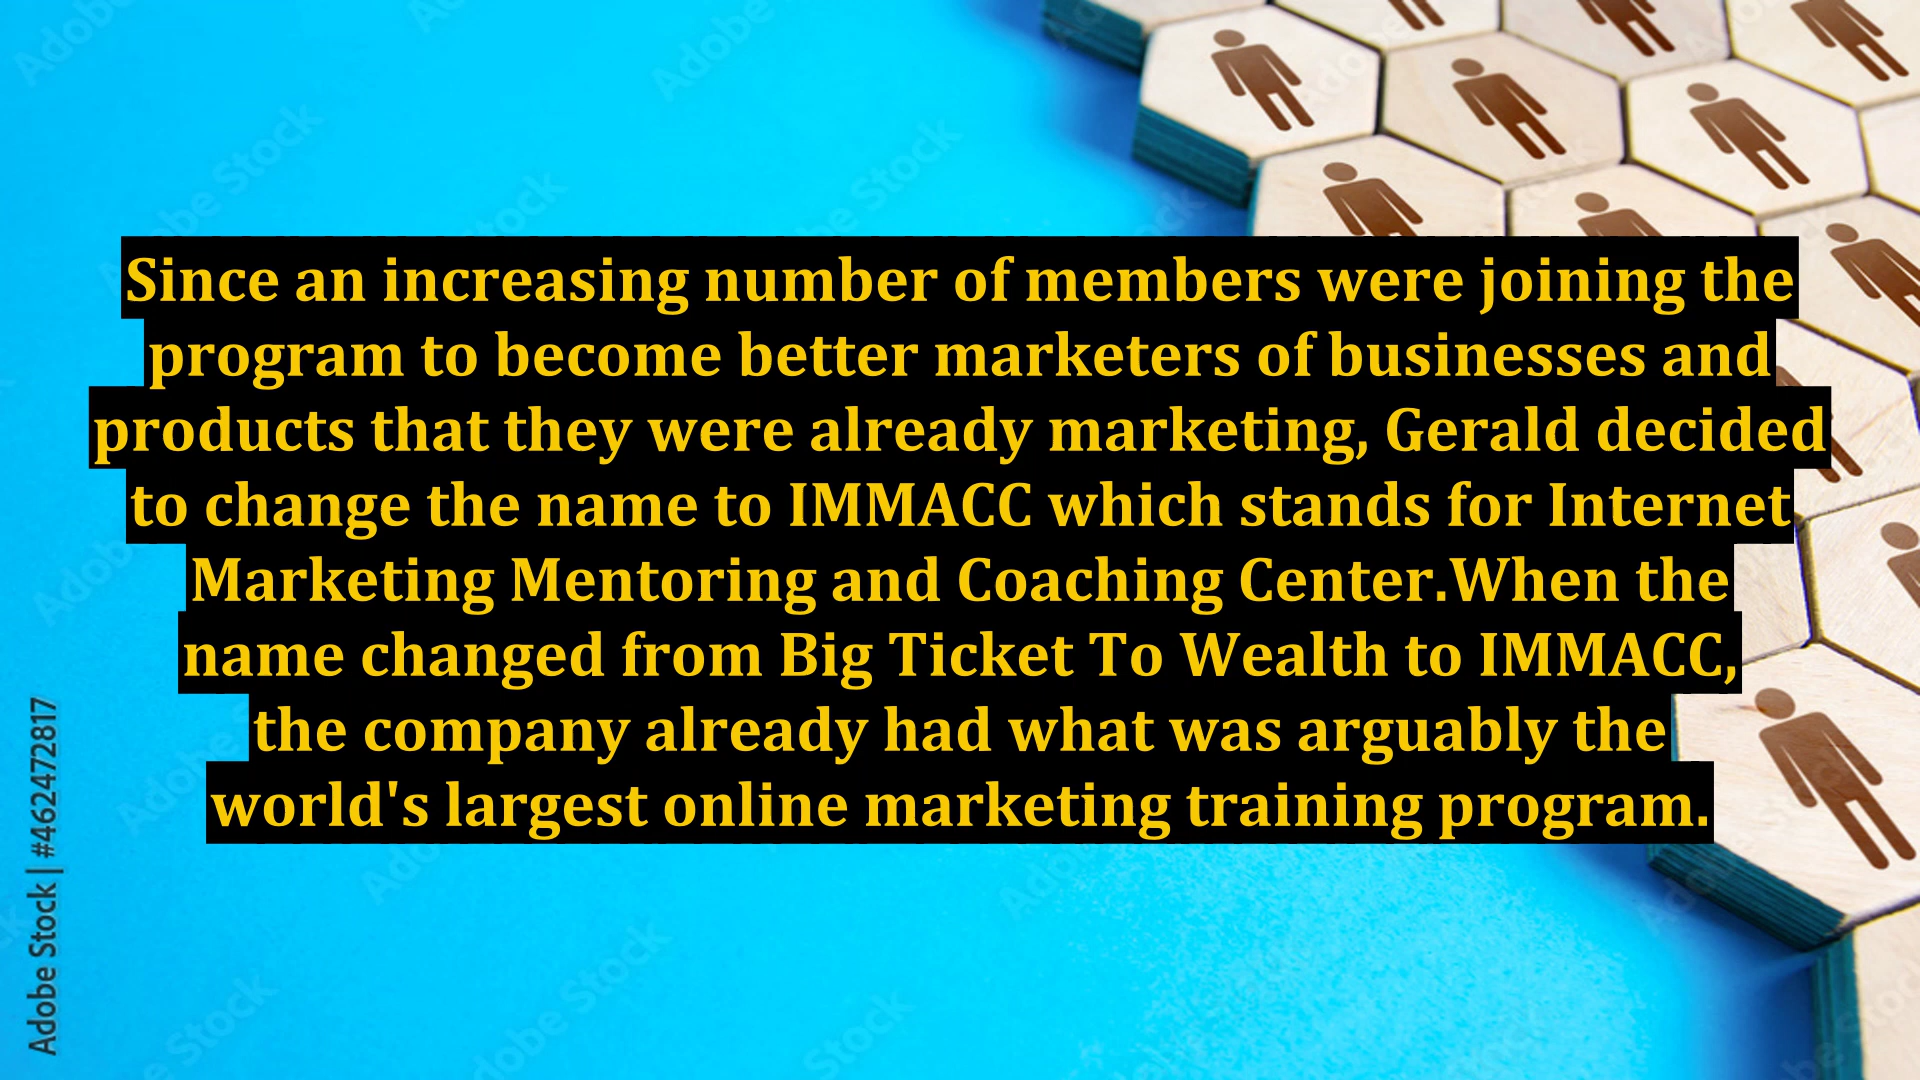 Since an increasing number of members were joining the
program to become better marketers of businesses and
products that they were already marketing, Gerald decided
to change the name to IMMACC which stands for Internet
Marketing Mentoring and Coaching Center.When the
name changed from Big Ticket To Wealth to IMMACC,
the company already had what was arguably the
world's largest online marketing training program.
Adobe Stock | #462472817